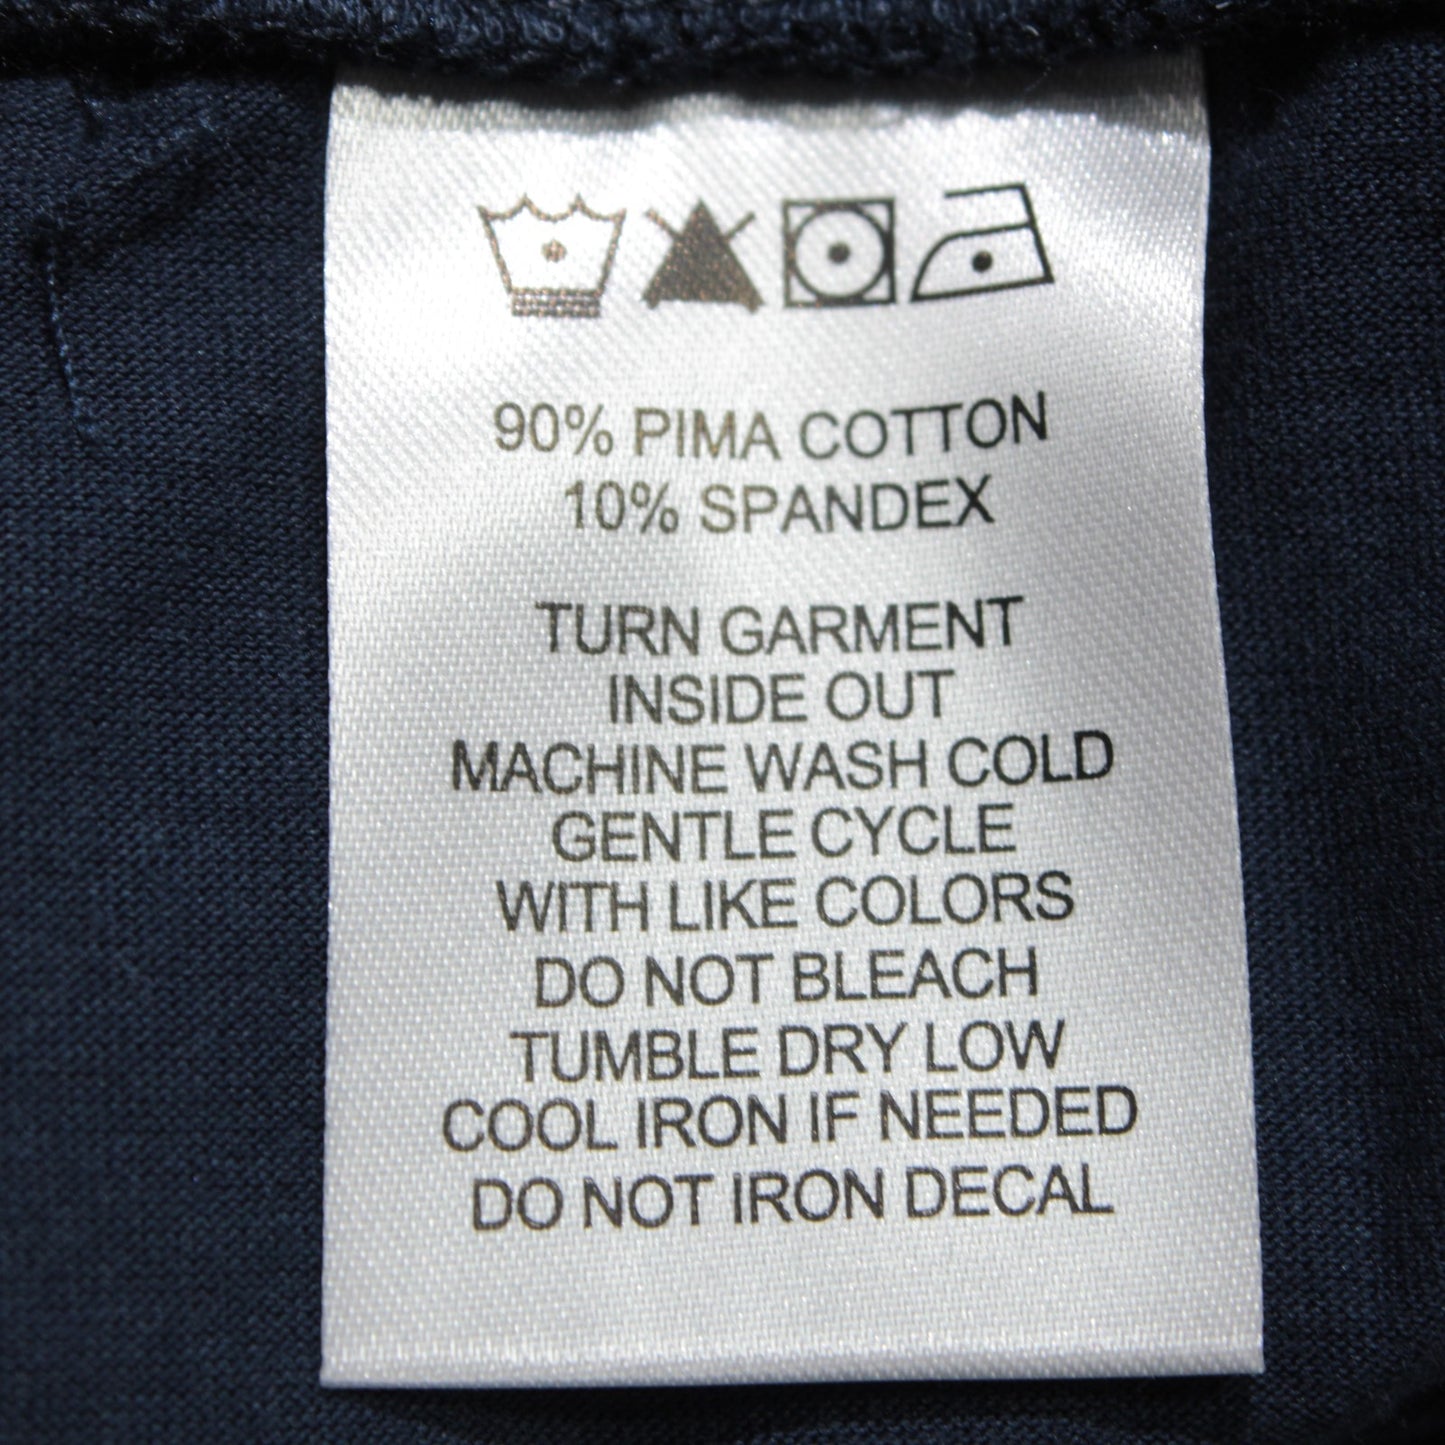 90% PIMA COTTON
10% SPANDEX
TURN GARMENT
INSIDE OUT
MACHINE WASH COLD
GENTLE CYCLE
WITH LIKE COLORS
DO NOT BLEACH
TUMBLE DRY LOW
COOL IRON IF NEEDED
DO NOT IRON DECAL